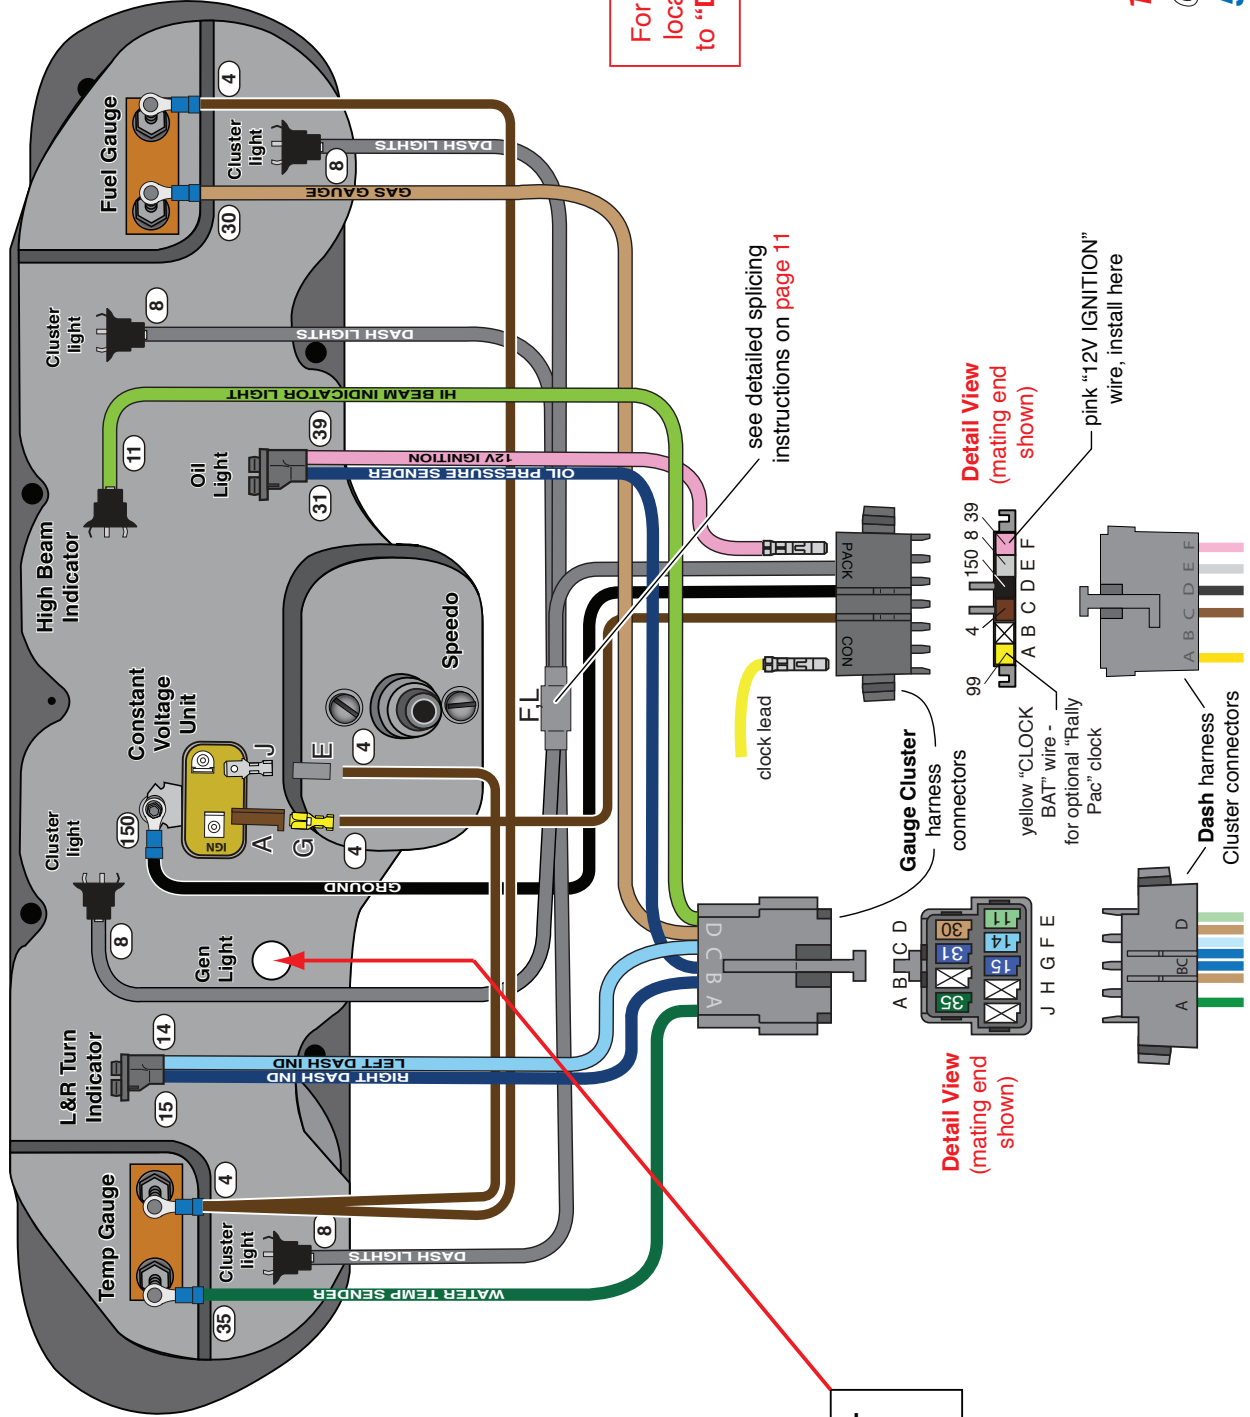 Fuel Gauge
4
30
Cluster
light
8
DASH LIGHTS
GAS GAUGE
Cluster
light
8
DASH LIGHTS
High Beam
Indicator
11
HI BEAM INDICATOR LIGHT
Oil
Light
39
31
12V IGNITION
OIL PRESSURE SENDER
Speedo
Constant
Voltage
Unit
150
IGN
J
A
G
E
4
4
GROUND
Cluster
light
8
Gen
Light
L&R Turn
Indicator
14
15
LEFT DASH IND
RIGHT DASH IND
Temp Gauge
4
35
Cluster
light
8
DASH LIGHTS
WATER TEMP SENDER
F,L
see detailed splicing
instructions on page 11
For
loca
to "D
clock lead
PACK
CON
Gauge Cluster
harness
connectors
D C B A
Detail View
(mating end
shown)
99 4 150 8 39
A B C D E F
pink "12V IGNITION"
wire, install here
yellow "CLOCK
BAT" wire -
for optional "Rally
Pac" clock
A B C D
35 31 30
15 14 11
J H G F E
Detail View
(mating end
shown)
A B C D E F
A BC D
Dash harness
Cluster connectors